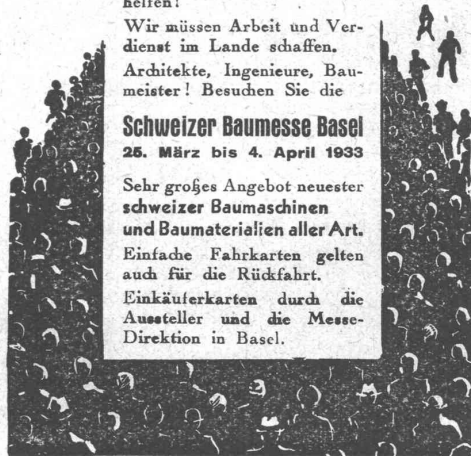 helfen!
Wir müssen Arbeit und Ver-
dienst im Lande schaffen.
Architekte, Ingenieure, Bau-
meister! Besuchen Sie die
Schweizer Baumesse Basel
25. März bis 4. April 1933
Sehr großes Angebot neuester
schweizer Baumaschinen
und Baumaterialien aller Art.
Einfache Fahrkarten gelten
auch für die Rückfahrt.
Einkäuferkarten durch die
Aussteller und die Messe-
Direktion in Basel.